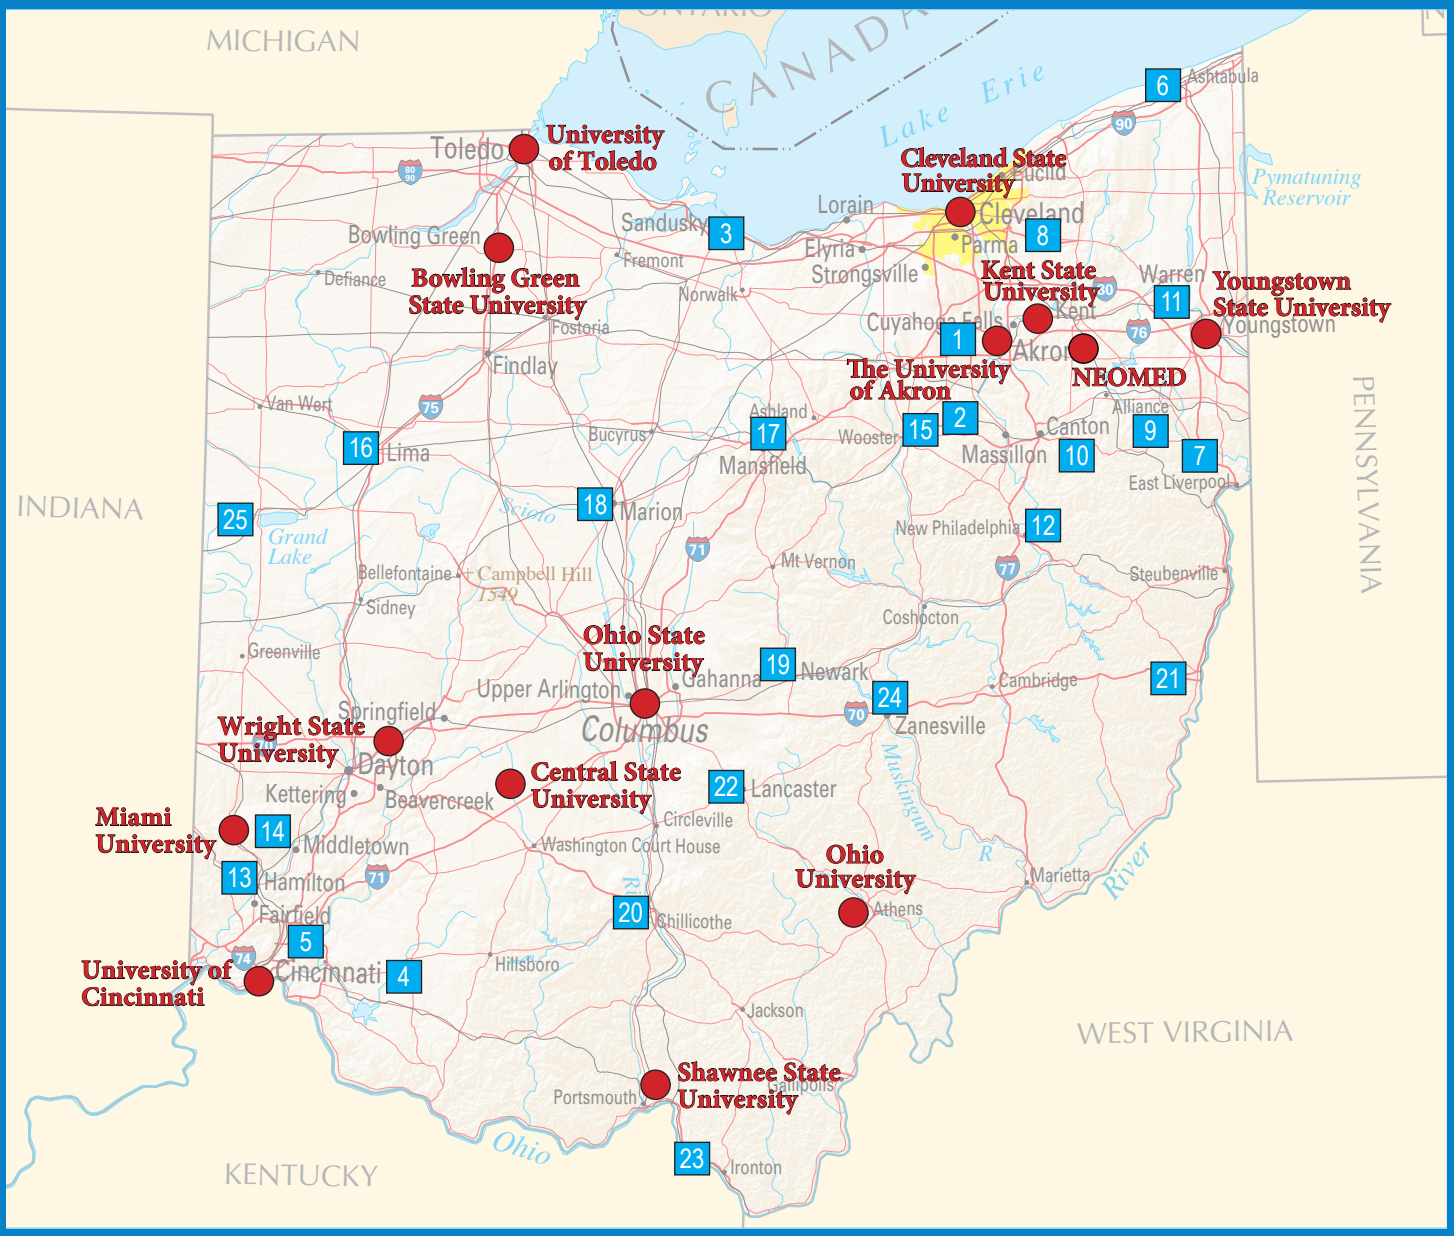 ONTARIO
N
MICHIGAN
CANADA
Lake Erie
6
Ashtabula
90
Toledo
University
of Toledo
80
90
Cleveland State
University
Euclid
Pymatuning
Reservoir
Lorain
Sandusky
3
Cleveland
8
Bowling Green
Elyria
Parma
Fremont
Strongsville
Defiance
Bowling Green
State University
Kent State
University
Warren
Youngstown
State University
Norwalk
80
11
Cuyahoga Falls
Kent
Fostoria
1
76
Youngstown
Akron
Findlay
The University
of Akron
NEOMED
PENNSYLVANIA
Van Wert
75
Ashland
Alliance
Bucyrus
17
Wooster
15
2
Canton
9
16
Lima
Mansfield
Massillon
10
7
East Liverpool
INDIANA
25
Scioto
18
Marion
New Philadelphia
12
Grand
Lake
71
Mt Vernon
77
Bellefontaine
Campbell Hill
1549
Steubenville
Sidney
Coshocton
Ohio State
University
Greenville
19
Newark
Gahanna
Upper Arlington
Cambridge
21
24
Springfield
70
Zanesville
Columbus
Wright State
University
70
Dayton
Central State
University
Muskingum
R
Kettering
Beavercreek
22
Lancaster
Miami
University
14
Circleville
Middletown
Washington Court House
Ohio
University
13
Hamilton
71
Marietta
River
Ri
Fairfield
20
Chillicothe
Athens
5
74
Hillsboro
University of
Cincinnati
Cincinnati
4
Jackson
WEST VIRGINIA
Shawnee State
University
Gallipolis
Portsmouth
Ohio
23
Ironton
KENTUCKY